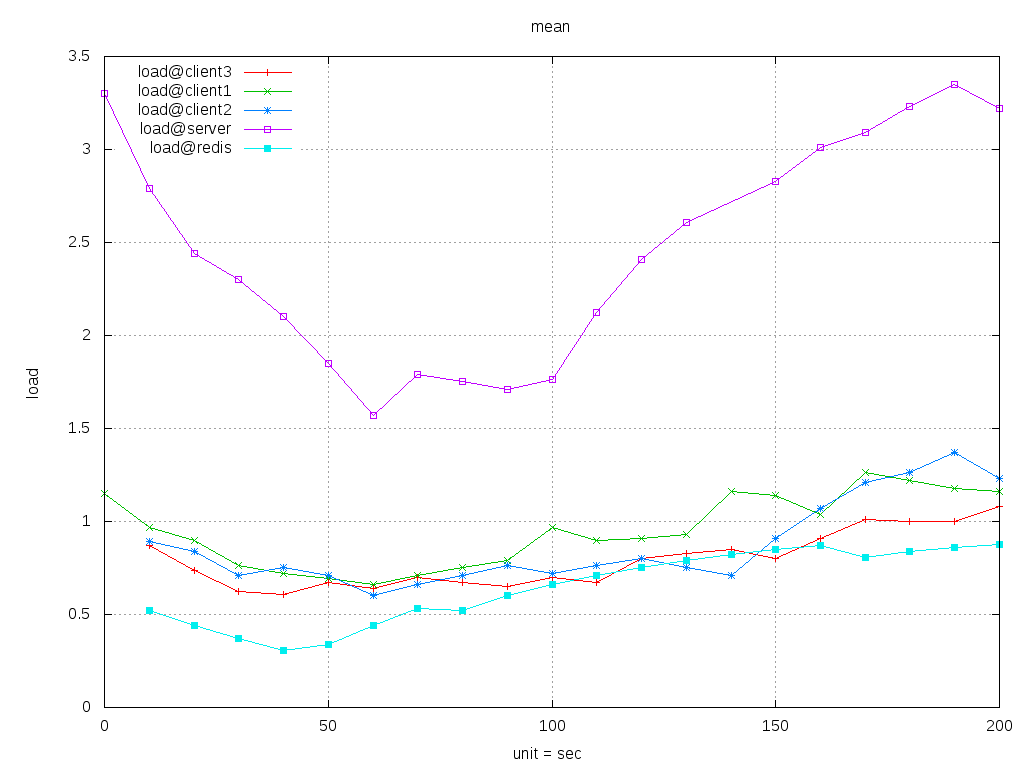 mean
3.5
3
2.5
2
1.5
1
0.5
0
load
load@client3
load@client1
load@client2
load@server
load@redis
0 50 100 150 200
unit = sec